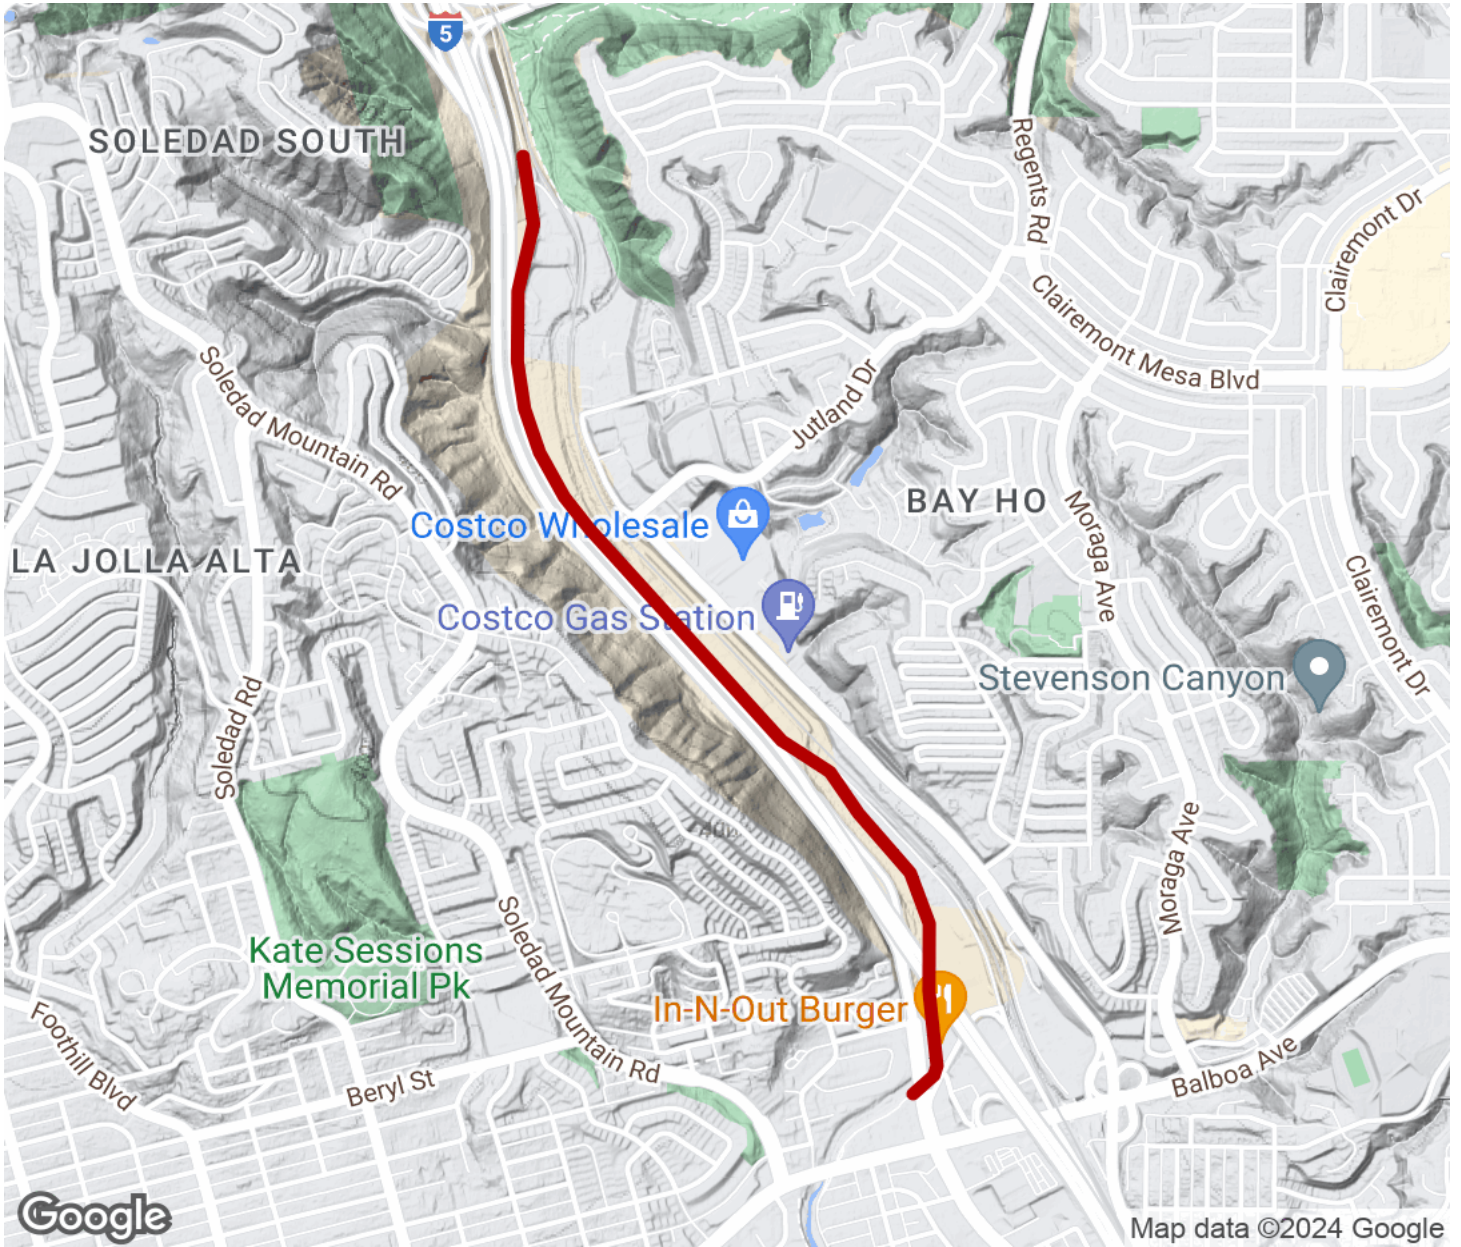 5
SOLEDAD SOUTH
Regents Rd
Clairemont Dr
Clairemont Mesa Blvd
Soledad Mountain Rd
Jutland Dr
Costco Wholesale
BAY HO
Moraga Ave
LA JOLLA ALTA
Costco Gas Station
Clairemont Dr
Stevenson Canyon
Soledad Rd
Moraga Ave
Soledad Mountain Rd
Kate Sessions
Memorial Pk
In-N-Out Burger
Foothill Blvd
Beryl St
Balboa Ave
Google
Map data ©2024 Google